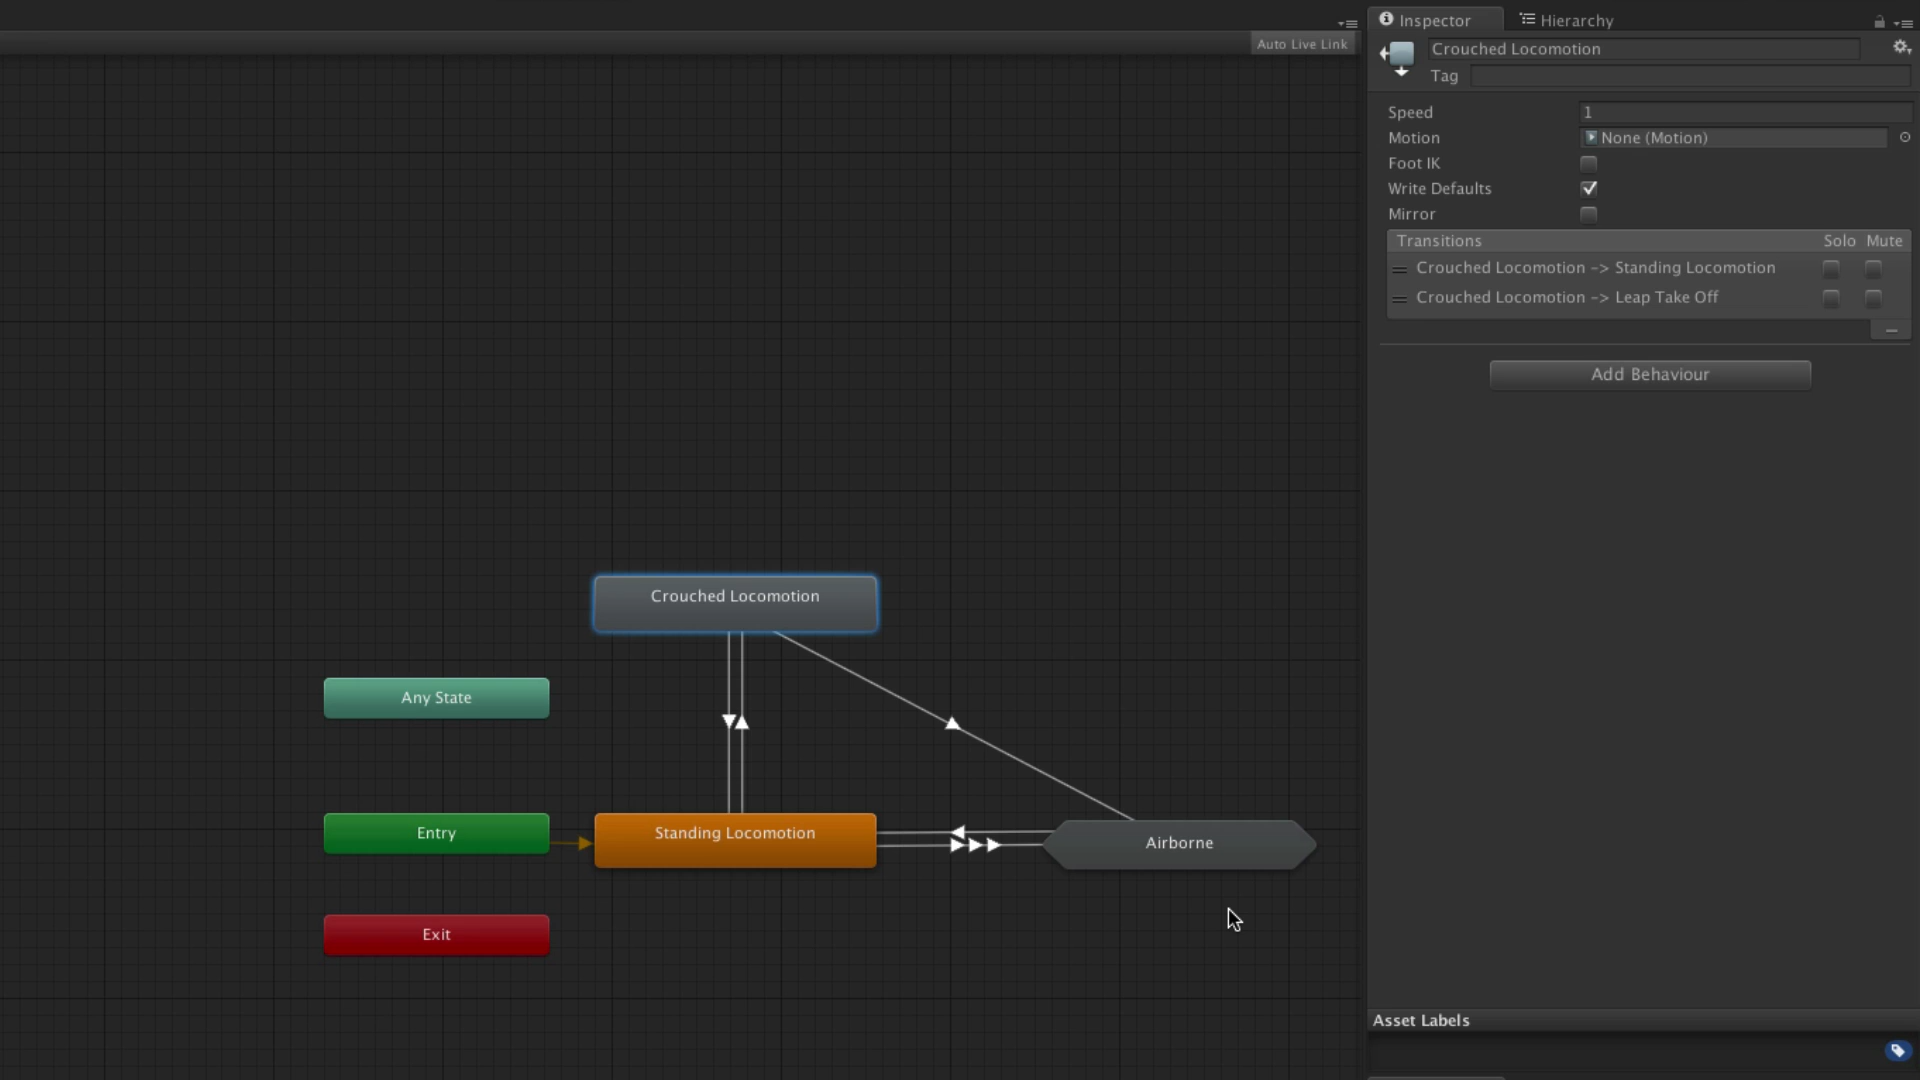 Auto Live Link
Inspector
Hierarchy
Crouched Locomotion
Tag
Speed 1
Motion None (Motion)
Foot IK
Write Defaults
Mirror
Transitions Solo Mute
Crouched Locomotion -> Standing Locomotion
Crouched Locomotion -> Leap Take Off
Add Behaviour
Crouched Locomotion
Any State
Entry
Standing Locomotion
Airborne
Exit
Asset Labels